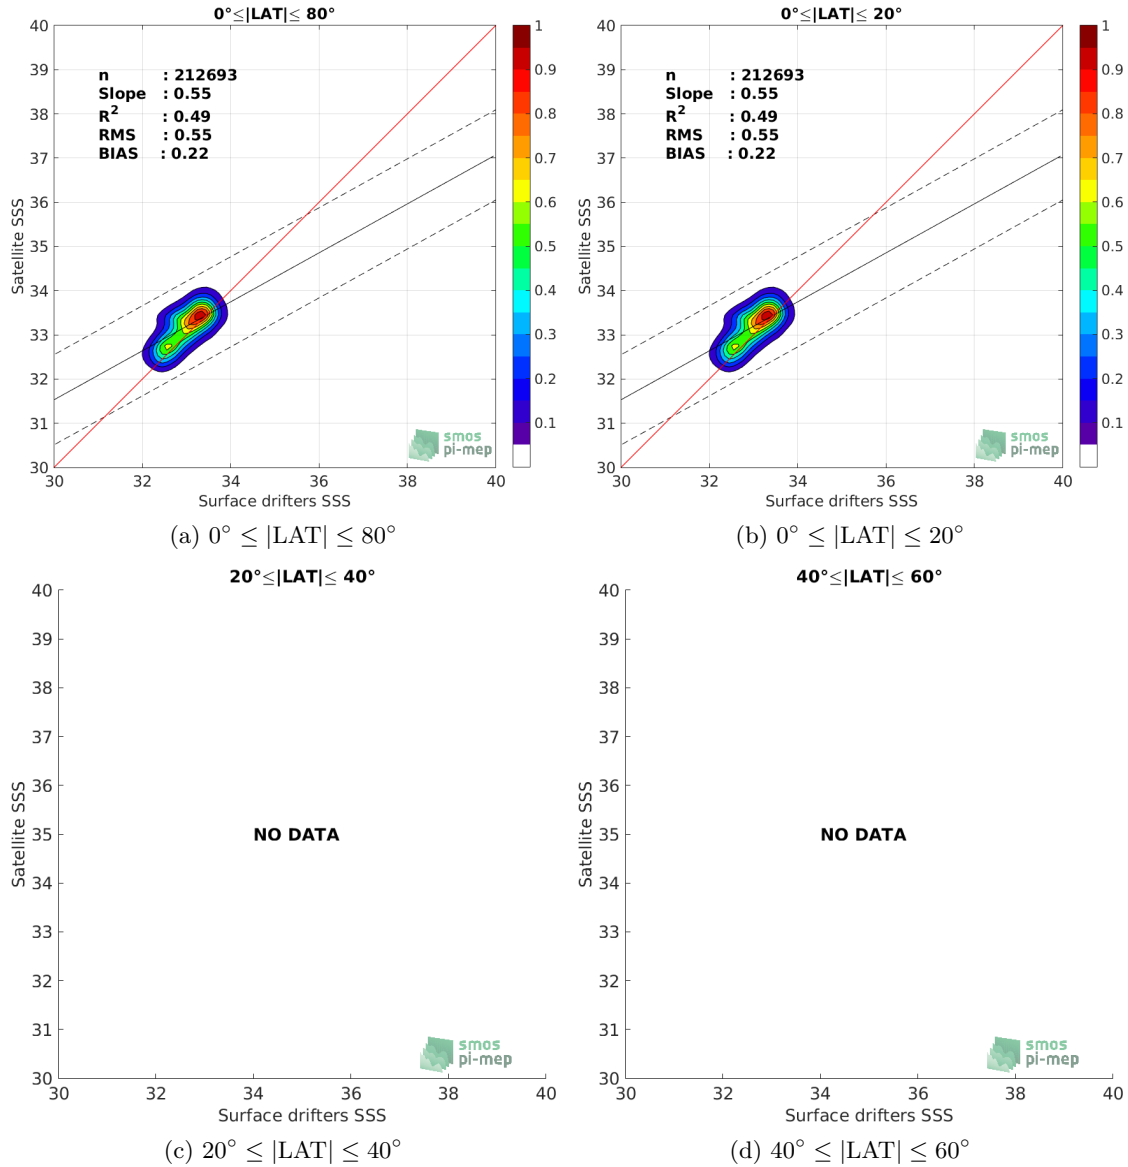 0°≤|LAT|≤ 80°
40
39
38
37
36
35
34
33
32
31
30
Satellite SSS
n : 212693
Slope : 0.55
R² : 0.49
RMS : 0.55
BIAS : 0.22
smos
pi-mep
30 32 34 36 38 40
Surface drifters SSS
1
0.9
0.8
0.7
0.6
0.5
0.4
0.3
0.2
0.1
(a) 0° ≤ |LAT| ≤ 80°
0°≤|LAT|≤ 20°
40
39
38
37
36
35
34
33
32
31
30
Satellite SSS
n : 212693
Slope : 0.55
R² : 0.49
RMS : 0.55
BIAS : 0.22
smos
pi-mep
30 32 34 36 38 40
Surface drifters SSS
1
0.9
0.8
0.7
0.6
0.5
0.4
0.3
0.2
0.1
(b) 0° ≤ |LAT| ≤ 20°
20°≤|LAT|≤ 40°
40
39
38
37
36
35
34
33
32
31
30
Satellite SSS
NO DATA
smos
pi-mep
30 32 34 36 38 40
Surface drifters SSS
(c) 20° ≤ |LAT| ≤ 40°
40°≤|LAT|≤ 60°
40
39
38
37
36
35
34
33
32
31
30
Satellite SSS
NO DATA
smos
pi-mep
30 32 34 36 38 40
Surface drifters SSS
(d) 40° ≤ |LAT| ≤ 60°